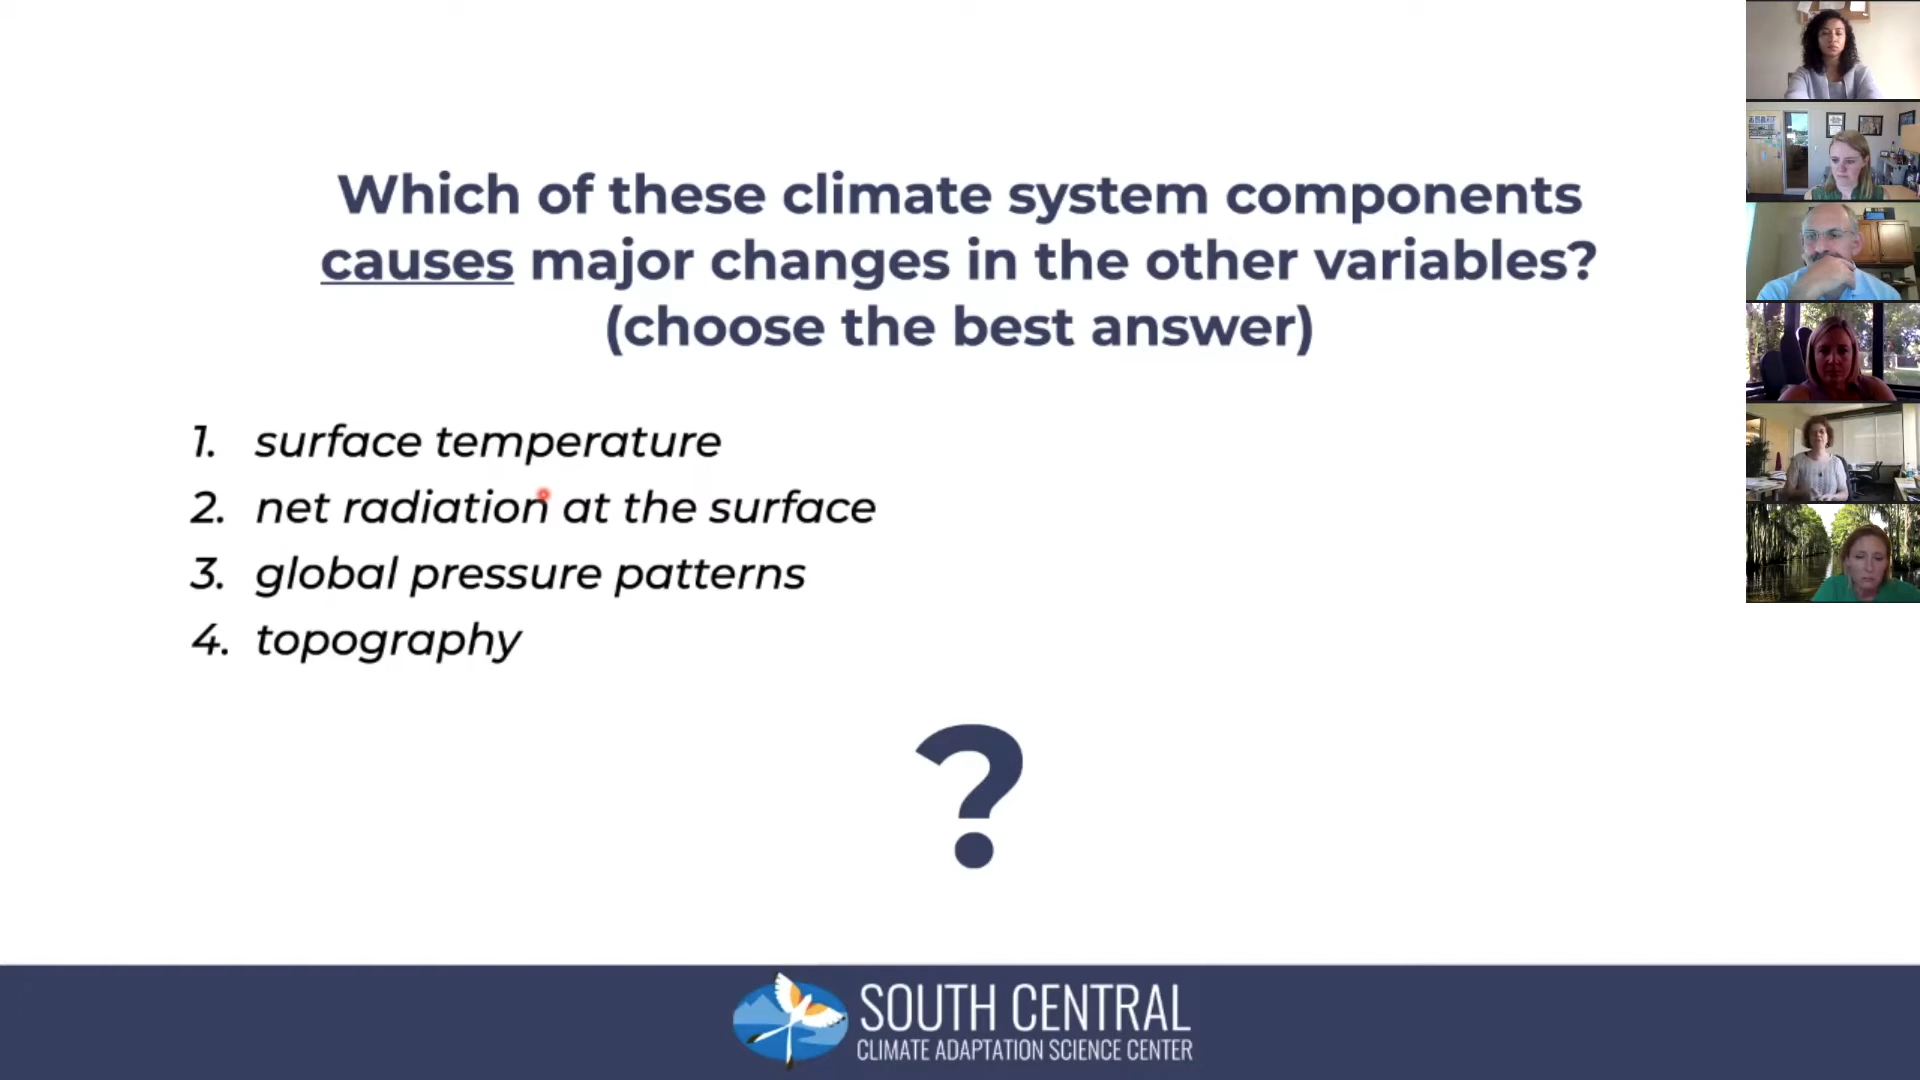 Which of these climate system components
causes major changes in the other variables?
(choose the best answer)
1. surface temperature
2. net radiation at the surface
3. global pressure patterns
4. topography
?
SOUTH CENTRAL
CLIMATE ADAPTATION SCIENCE CENTER